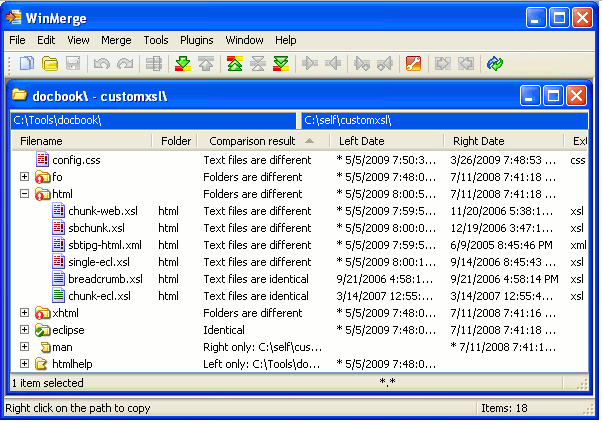 WinMerge
File Edit View Merge Tools Plugins Window Help
docbook\ - customxsl\
C:\Tools\docbook\ C:\self\customxsl\
Filename Folder Comparison result Left Date Right Date Ext
config.css Text files are different * 5/5/2009 7:50:3... 3/26/2009 7:48:53 ... css
fo Folders are different * 5/5/2009 7:48:0... 7/11/2008 7:41:18 ...
html Folders are different * 5/5/2009 8:00:5... 7/11/2008 7:41:18 ...
chunk-web.xsl html Text files are different * 5/5/2009 7:59:5... 11/20/2006 5:38:1... xsl
sbchunk.xsl html Text files are different * 5/5/2009 8:00:0... 12/19/2006 3:47:1... xsl
sbtipg-html.xml html Text files are different * 5/5/2009 7:59:5... 6/9/2005 8:45:46 PM xml
single-ecl.xsl html Text files are different * 5/5/2009 8:00:1... 9/14/2006 8:45:43 ... xsl
breadcrumb.xsl html Text files are identical 9/21/2006 4:58:1... 9/21/2006 4:58:14 PM xsl
chunk-ecl.xsl html Text files are identical 3/14/2007 12:55:... 3/14/2007 12:55:4... xsl
xhtml Folders are different * 5/5/2009 7:48:0... 7/11/2008 7:41:16 ...
eclipse Identical * 5/5/2009 7:48:0... 7/11/2008 7:41:18 ...
man Right only: C:\self\cus... * 7/11/2008 7:41:1...
htmlhelp Left only: C:\Tools\do... * 5/5/2009 7:48:0...
1 item selected *.*
Right click on the path to copy Items: 18